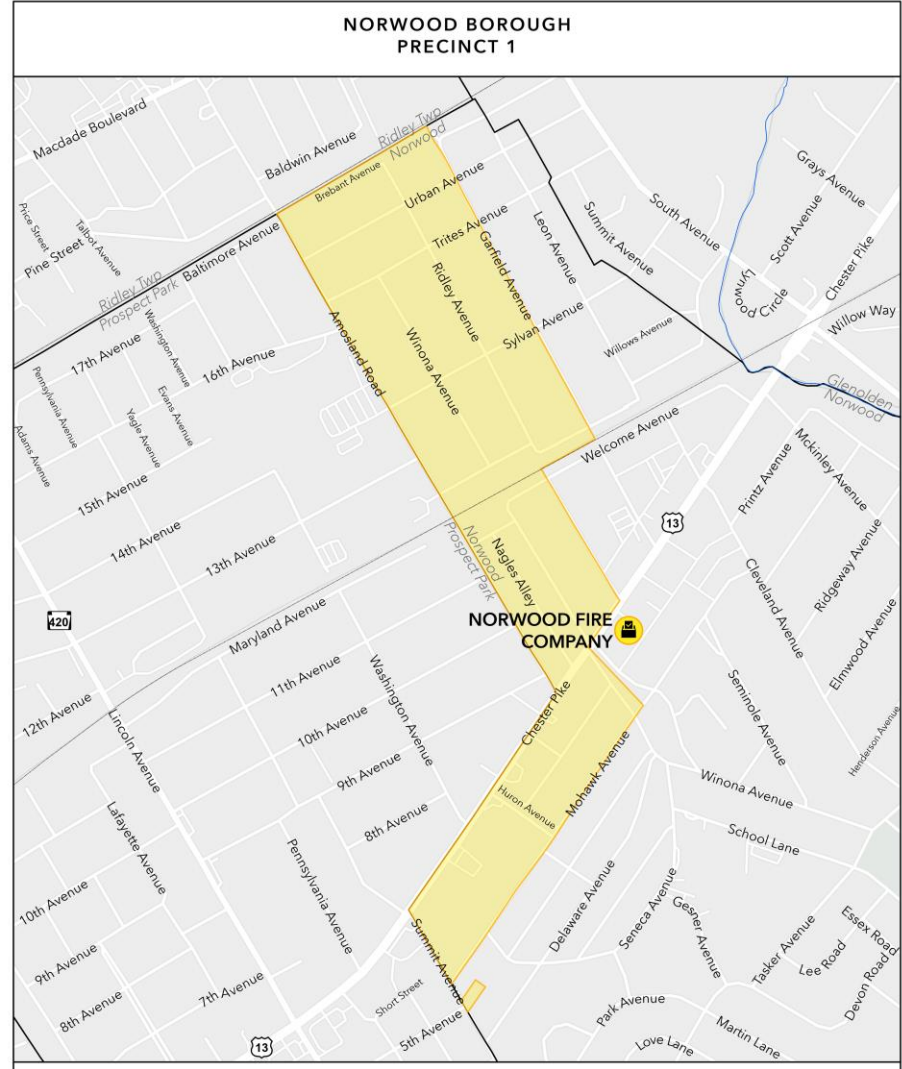 NORWOOD BOROUGH
PRECINCT 1
Macdade Boulevard
Baldwin Avenue
Ridley Twp
Norwood
Brebant Avenue
Urban Avenue
Grays Avenue
Price Street
Talbot Avenue
Pine Street
Trites Avenue
Leon Avenue
Summit Avenue
South Avenue
Scott Avenue
Chester Pike
Baltimore Avenue
Garfield Avenue
Ridley Avenue
Ridley Twp
Prospect Park
Lynwood Circle
Willow Way
Washington Avenue
17th Avenue
16th Avenue
Amosland Road
Winona Avenue
Sylvan Avenue
Willows Avenue
Pennsylvania Avenue
Evans Avenue
Yagle Avenue
Adams Avenue
Glenolden
Norwood
Welcome Avenue
Mckinley Avenue
Printz Avenue
15th Avenue
14th Avenue
13th Avenue
Norwood
Prospect Park
Nagles Alley
13
Cleveland Avenue
Ridgeway Avenue
Elmwood Avenue
420
Maryland Avenue
NORWOOD FIRE
COMPANY
11th Avenue
Washington Avenue
12th Avenue
Lincoln Avenue
10th Avenue
Chester Pike
Seminole Avenue
Henderson Avenue
9th Avenue
Mohawk Avenue
Huron Avenue
Winona Avenue
8th Avenue
School Lane
Lafayette Avenue
Pennsylvania Avenue
10th Avenue
Delaware Avenue
Seneca Avenue
Gesner Avenue
Essex Road
Tasker Avenue
Lee Road
Devon Road
9th Avenue
Summit Avenue
7th Avenue
Short Street
8th Avenue
Park Avenue
Martin Lane
5th Avenue
Love Lane
13